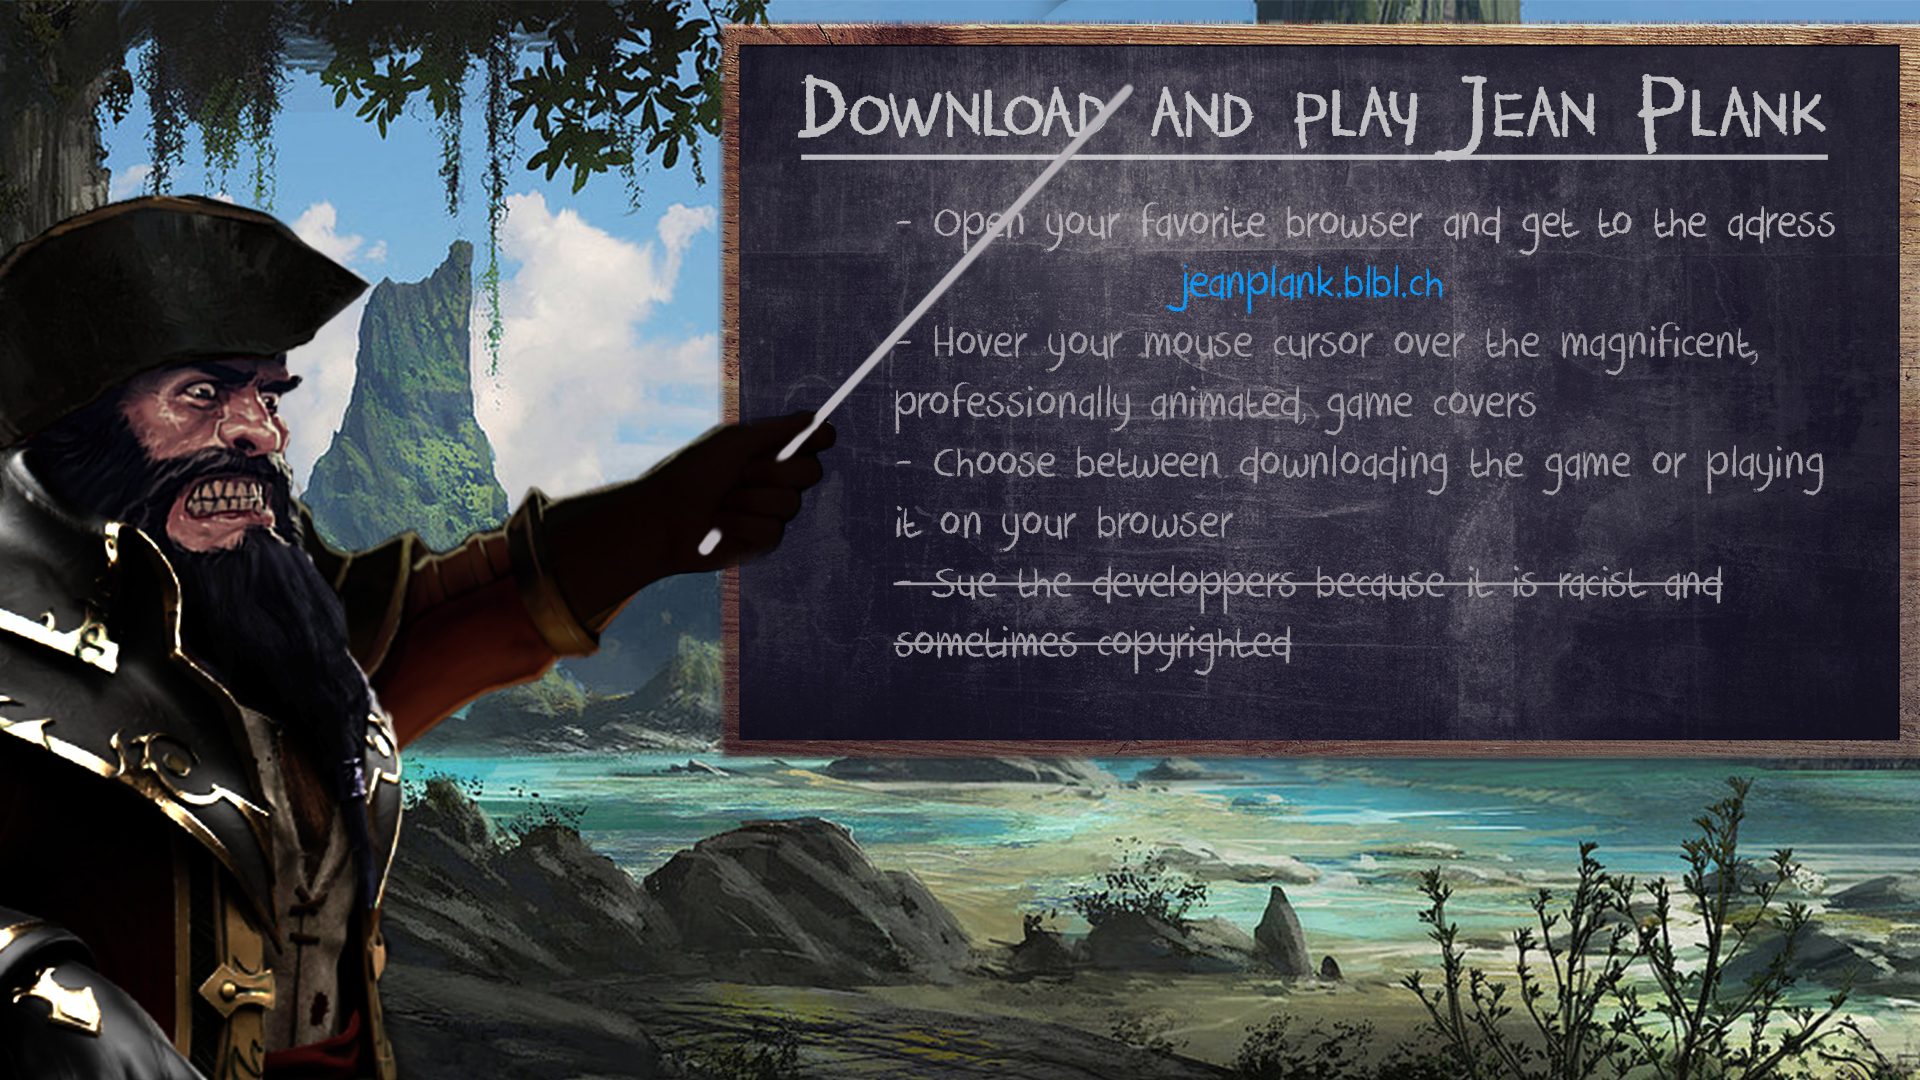 Download and play Jean Plank
- Open your favorite browser and get to the adress
jeanplank.blbl.ch
- Hover your mouse cursor over the magnificent,
professionally animated, game covers
- Choose between downloading the game or playing
it on your browser
- Sue the developpers because it is racist and
sometimes copyrighted